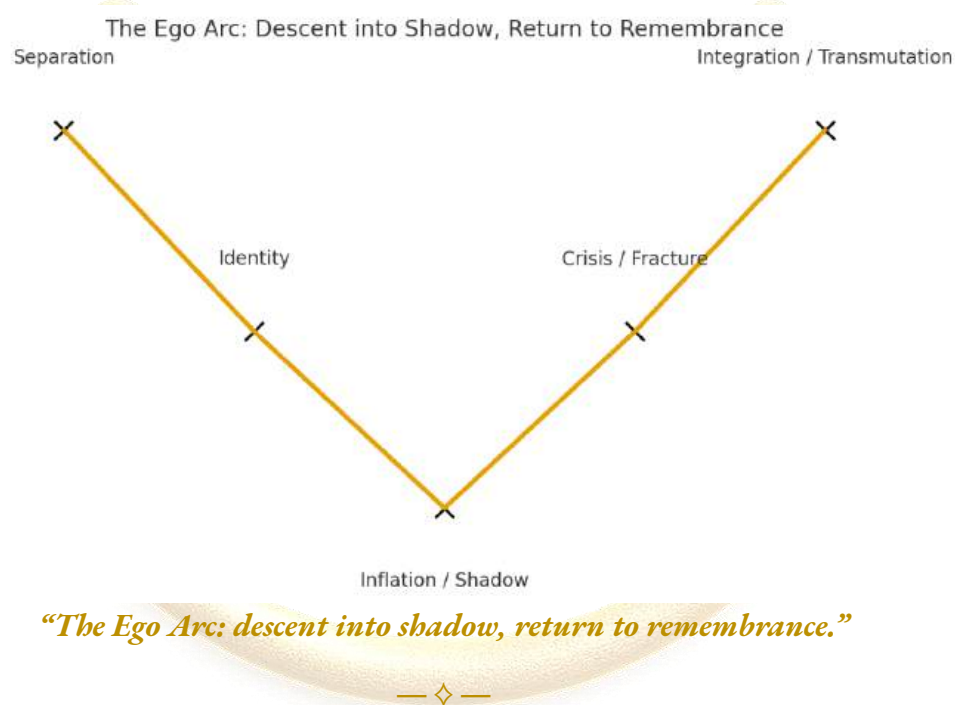 The Ego Arc: Descent into Shadow, Return to Remembrance
Separation
Integration / Transmutation
Identity
Crisis / Fracture
Inflation / Shadow
“The Ego Arc: descent into shadow, return to remembrance.”